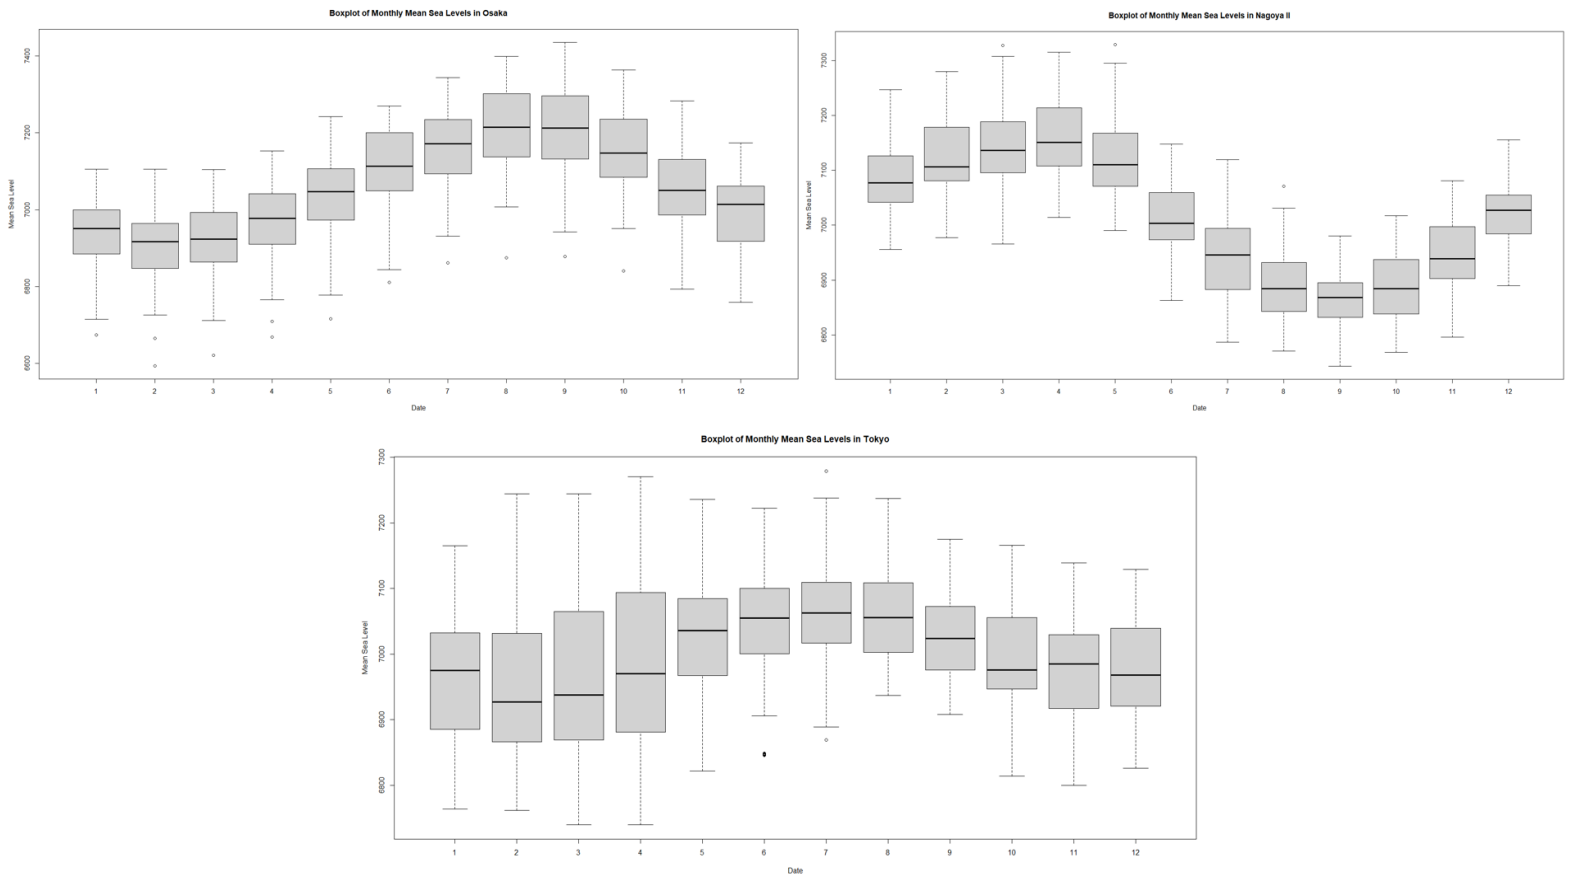 Boxplot of Monthly Mean Sea Levels in Osaka
Mean Sea Level
7400
7200
7000
6800
6600
1 2 3 4 5 6 7 8 9 10 11 12
Date
Boxplot of Monthly Mean Sea Levels in Nagoya II
Mean Sea Level
7300
7200
7100
7000
6900
6800
1 2 3 4 5 6 7 8 9 10 11 12
Date
Boxplot of Monthly Mean Sea Levels in Tokyo
Mean Sea Level
7300
7200
7100
7000
6900
6800
1 2 3 4 5 6 7 8 9 10 11 12
Date